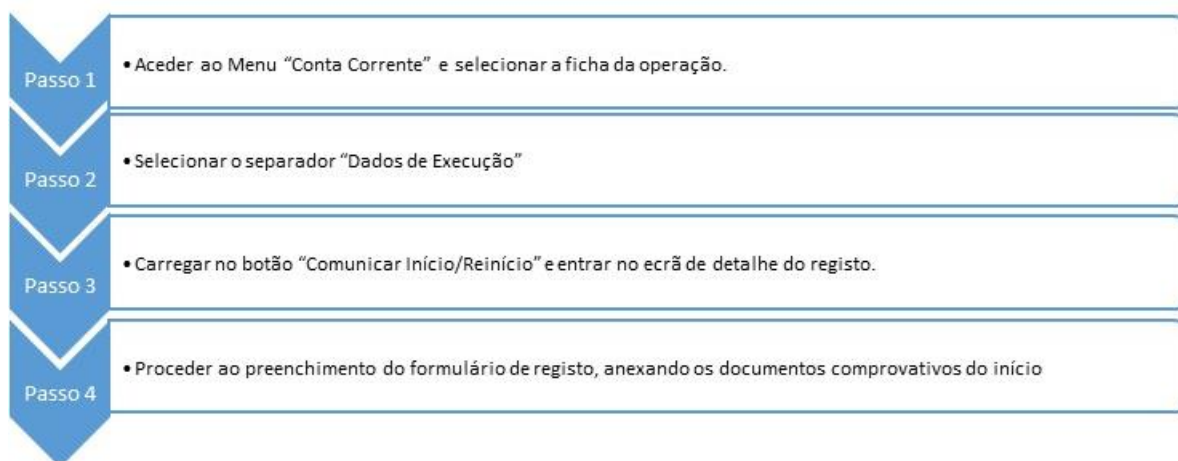 Passo 1
• Aceder ao Menu “Conta Corrente” e selecionar a ficha da operação.
Passo 2
• Selecionar o separador “Dados de Execução”
Passo 3
• Carregar no botão “Comunicar Início/Reinício” e entrar no ecrã de detalhe do registo.
Passo 4
• Proceder ao preenchimento do formulário de registo, anexando os documentos comprovativos do início